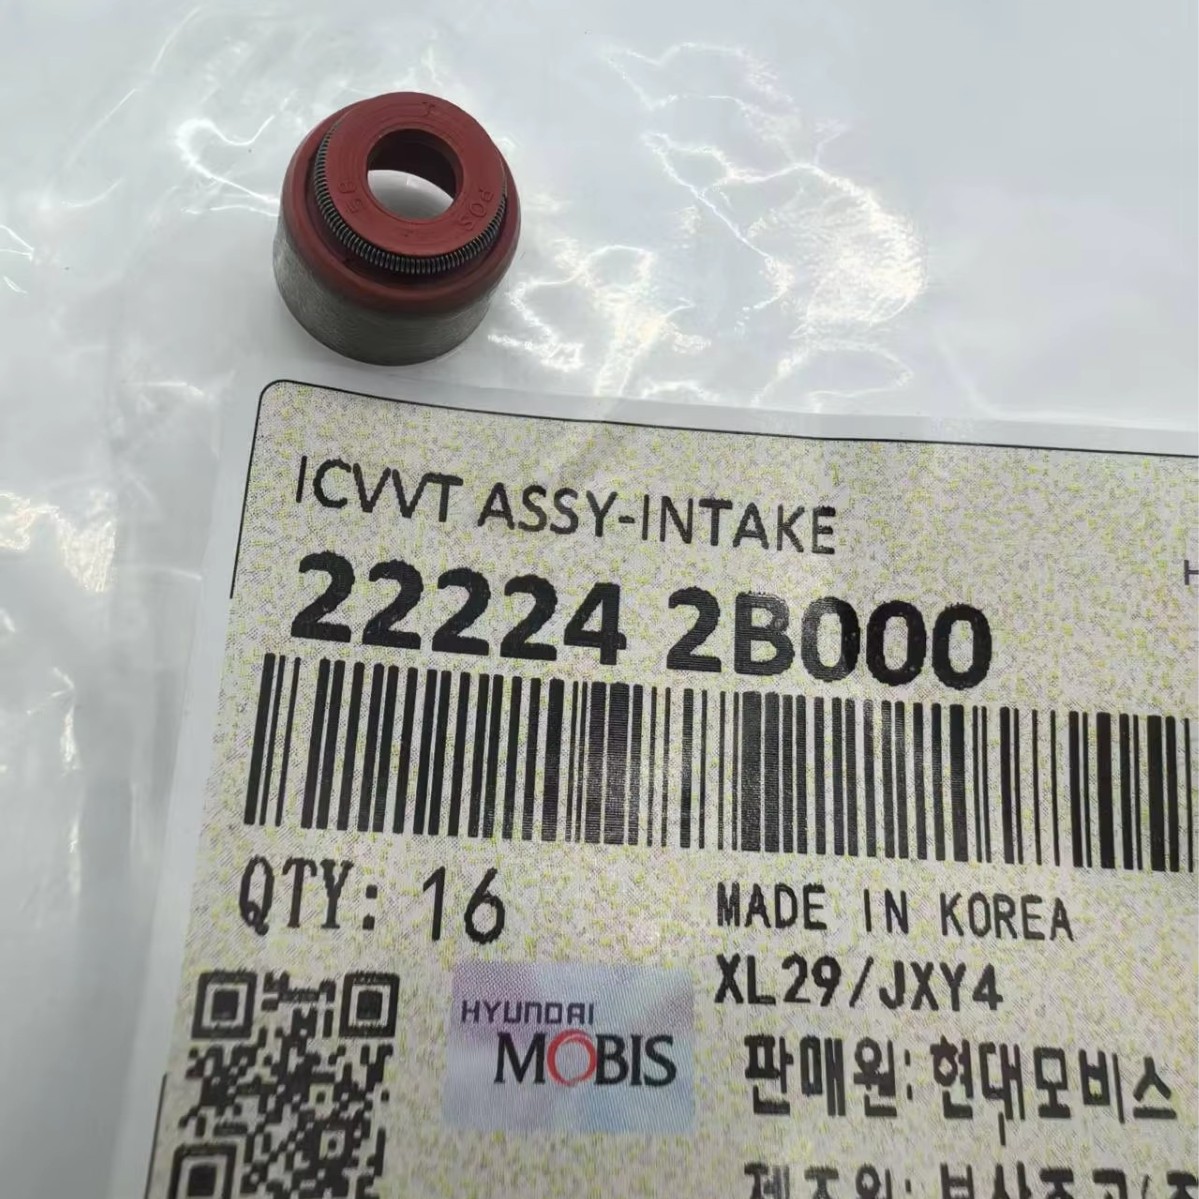 POS
ICVVT ASSY-INTAKE
22224 2B000
QTY: 16
MADE IN KOREA
XL29/JXY4
HYUNDAI
MOBIS
판매원: 현대모비스